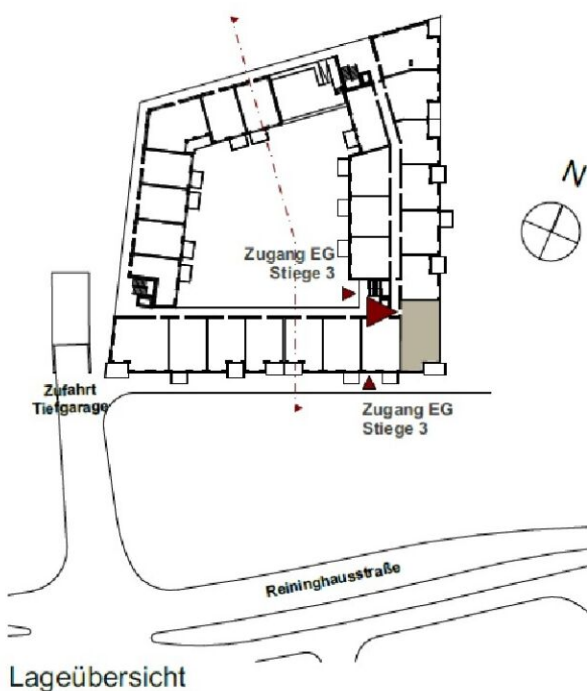 N
Zugang EG
Stiege 3
Zufahrt
Tiefgarage
Zugang EG
Stiege 3
Reininghausstraße
Lageübersicht